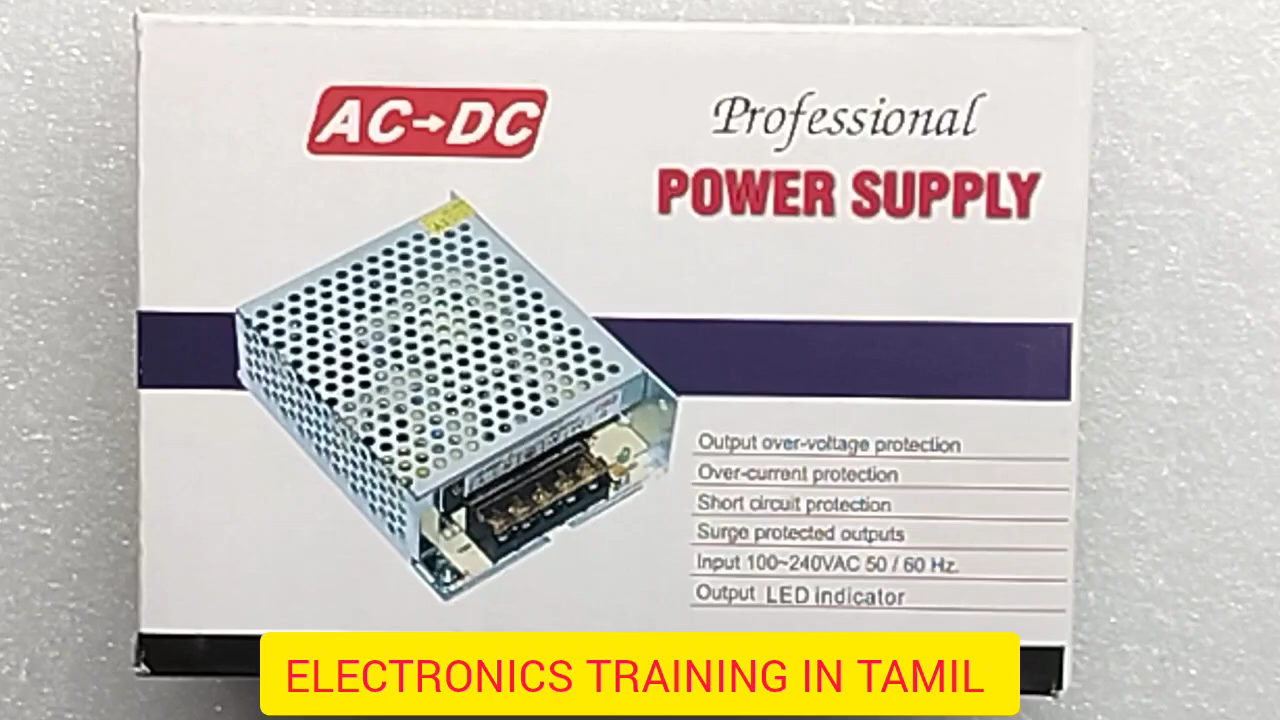 AC→DC
Professional
POWER SUPPLY
Output over-voltage protection
Over-current protection
Short circuit protection
Surge protected outputs
Input 100~240VAC 50 / 60 Hz.
Output LED indicator
ELECTRONICS TRAINING IN TAMIL